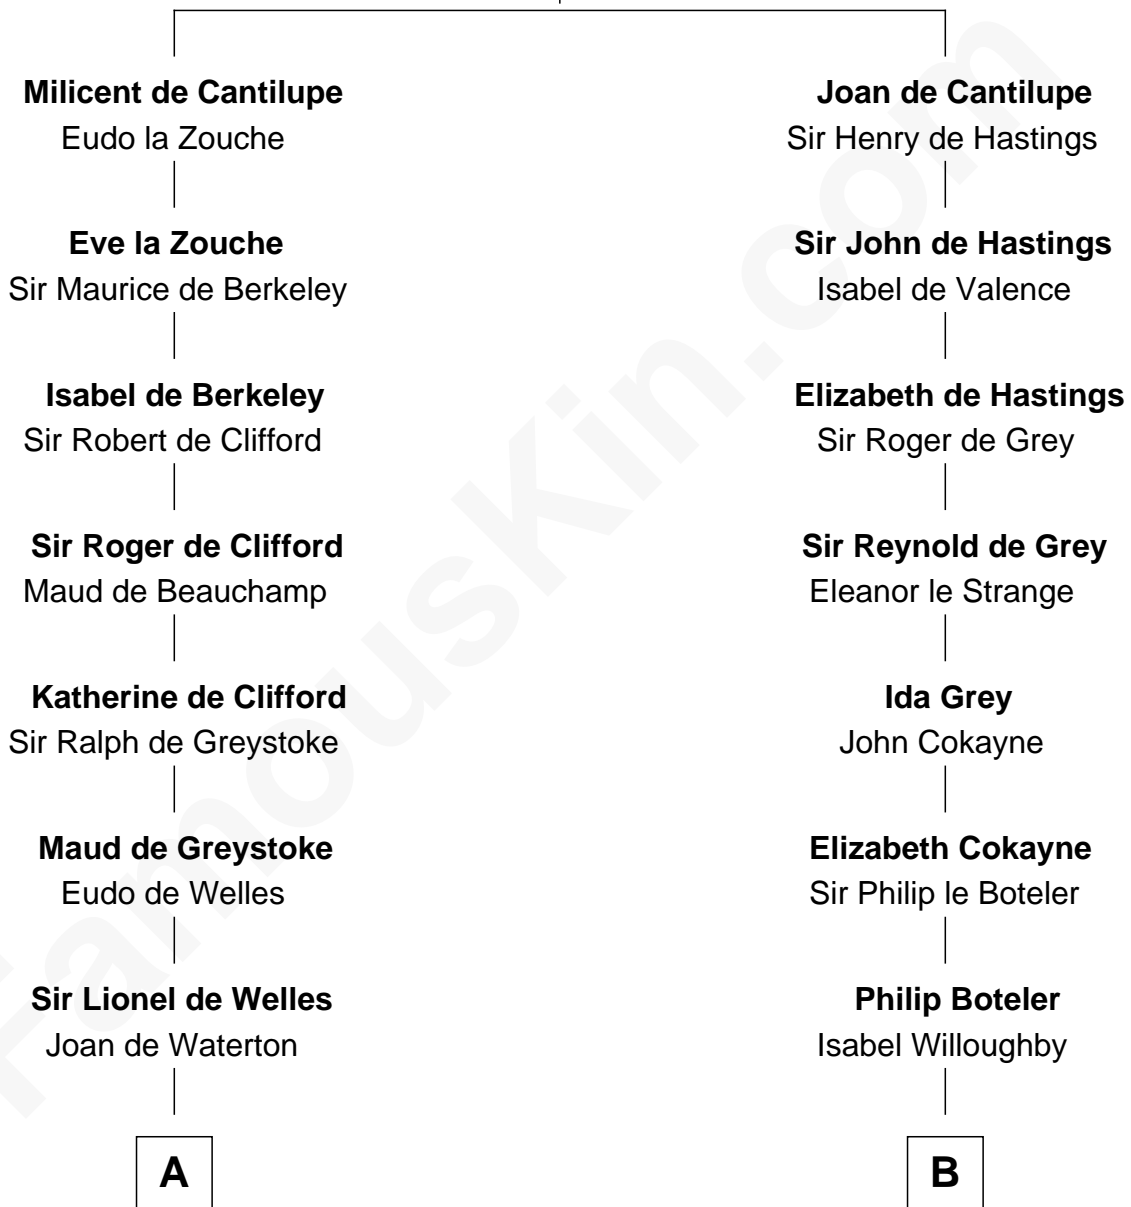 Milicent de Cantilupe
Eudo la Zouche
Eve la Zouche
Sir Maurice de Berkeley
Isabel de Berkeley
Sir Robert de Clifford
Sir Roger de Clifford
Maud de Beauchamp
Katherine de Clifford
Sir Ralph de Greystoke
Maud de Greystoke
Eudo de Welles
Sir Lionel de Welles
Joan de Waterton
A
Joan de Cantilupe
Sir Henry de Hastings
Sir John de Hastings
Isabel de Valence
Elizabeth de Hastings
Sir Roger de Grey
Sir Reynold de Grey
Eleanor le Strange
Ida Grey
John Cokayne
Elizabeth Cokayne
Sir Philip le Boteler
Philip Boteler
Isabel Willoughby
B
FamousKin.com